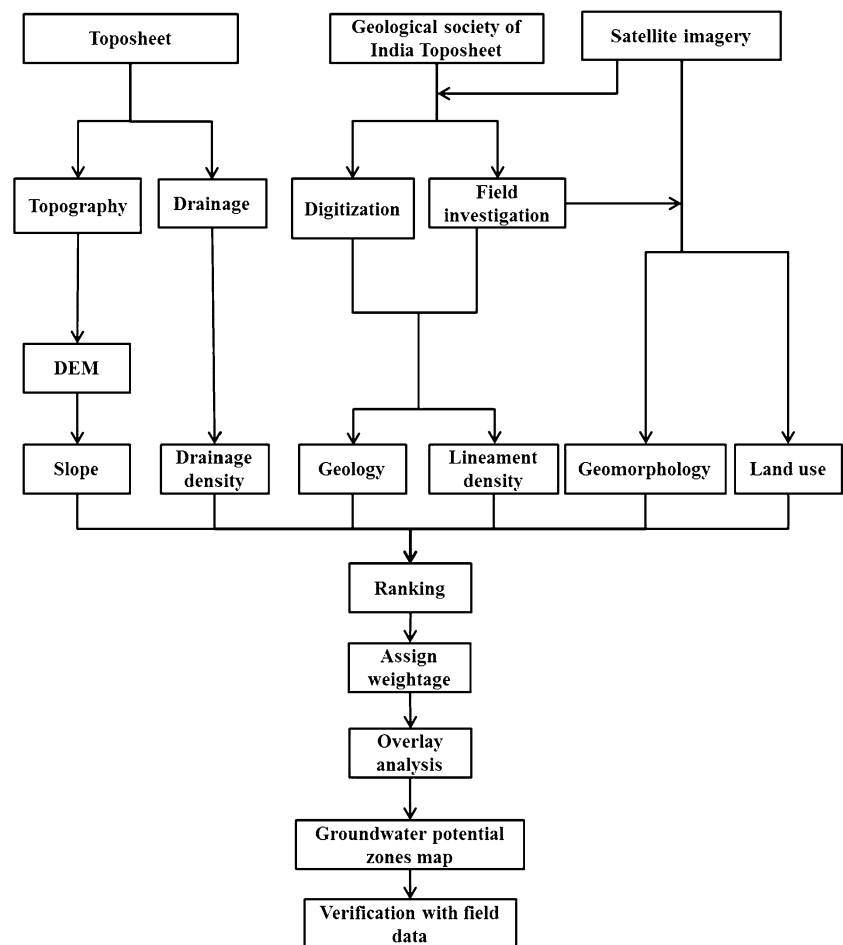 Toposheet
Geological society of
India Toposheet
Satellite imagery
Topography
Drainage
Digitization
Field
investigation
DEM
Slope
Drainage
density
Geology
Lineament
density
Geomorphology
Land use
Ranking
Assign
weightage
Overlay
analysis
Groundwater potential
zones map
Verification with field
data